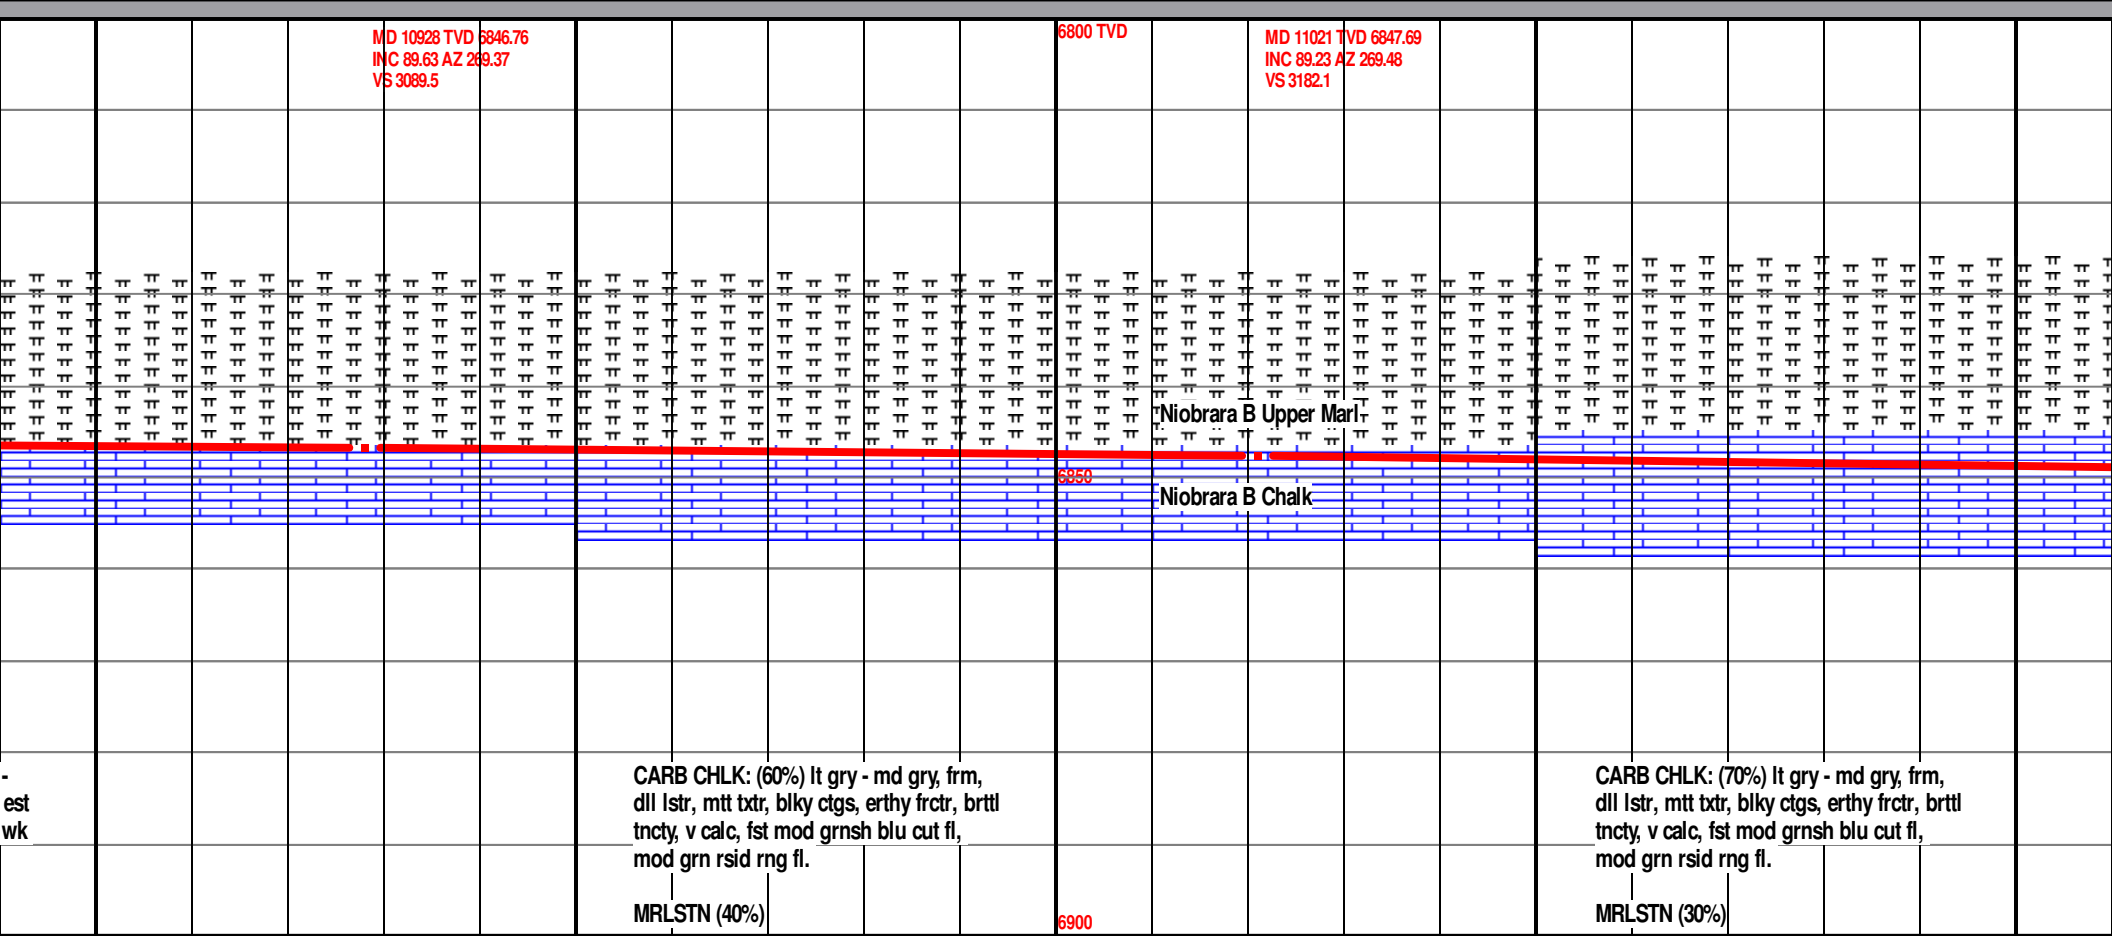 MD 10928 TVD 6846.76
INC 89.63 AZ 269.37
VS 3089.5
6800 TVD
MD 11021 TVD 6847.69
INC 89.23 AZ 269.48
VS 3182.1
Niobrara B Upper Marl
6850
Niobrara B Chalk
-
est
wk
CARB CHLK: (60%) lt gry - md gry, frm,
dll lstr, mtt txtr, blky ctgs, erthy frctr, brttl
tncty, v calc, fst mod grnsh blu cut fl,
mod grn rsid rng fl.
MRLSTN (40%)
6900
CARB CHLK: (70%) lt gry - md gry, frm,
dll lstr, mtt txtr, blky ctgs, erthy frctr, brttl
tncty, v calc, fst mod grnsh blu cut fl,
mod grn rsid rng fl.
MRLSTN (30%)